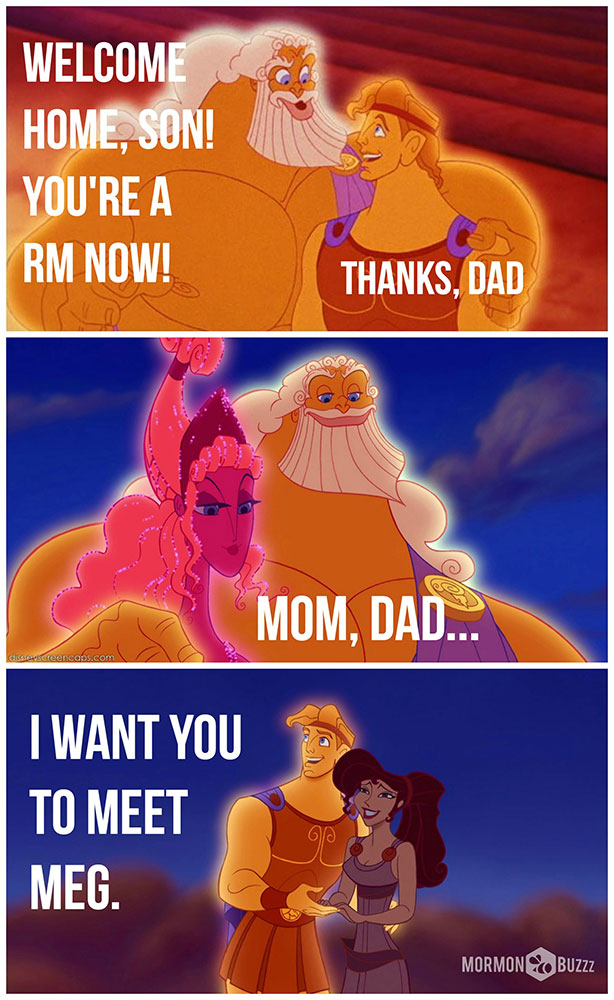 WELCOME
HOME, SON!
YOU'RE A
RM NOW!
THANKS, DAD
MOM, DAD...
disneyscreencaps.com
I WANT YOU
TO MEET
MEG.
MORMON BUZZZ